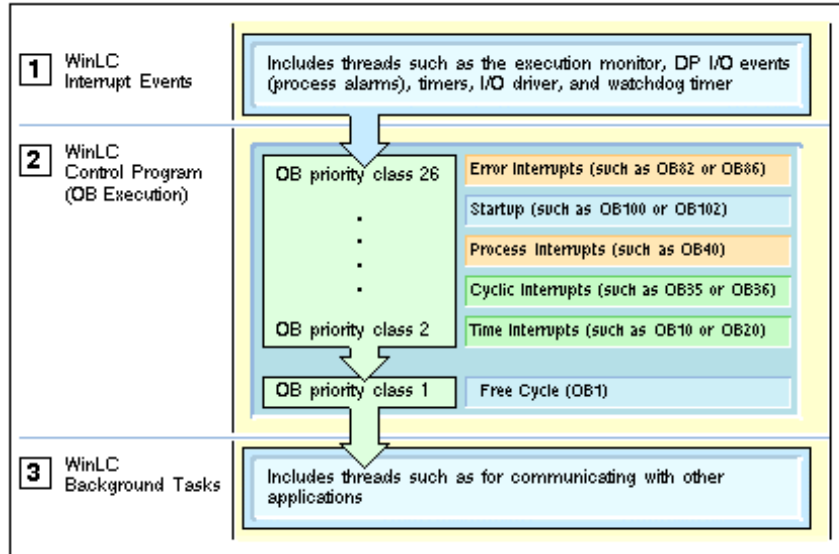 1
WinLC
Interrupt Events
Includes threads such as the execution monitor, DP I/O events
(process alarms), timers, I/O driver, and watchdog timer
2
WinLC
Control Program
(OB Execution)
OB priority class 26
Error Interrupts (such as OB82 or OB86)
Startup (such as OB100 or OB102)
Process Interrupts (such as OB40)
Cyclic Interrupts (such as OB35 or OB36)
OB priority class 2
Time Interrupts (such as OB10 or OB20)
OB priority class 1
Free Cycle (OB1)
3
WinLC
Background Tasks
Includes threads such as for communicating with other
applications